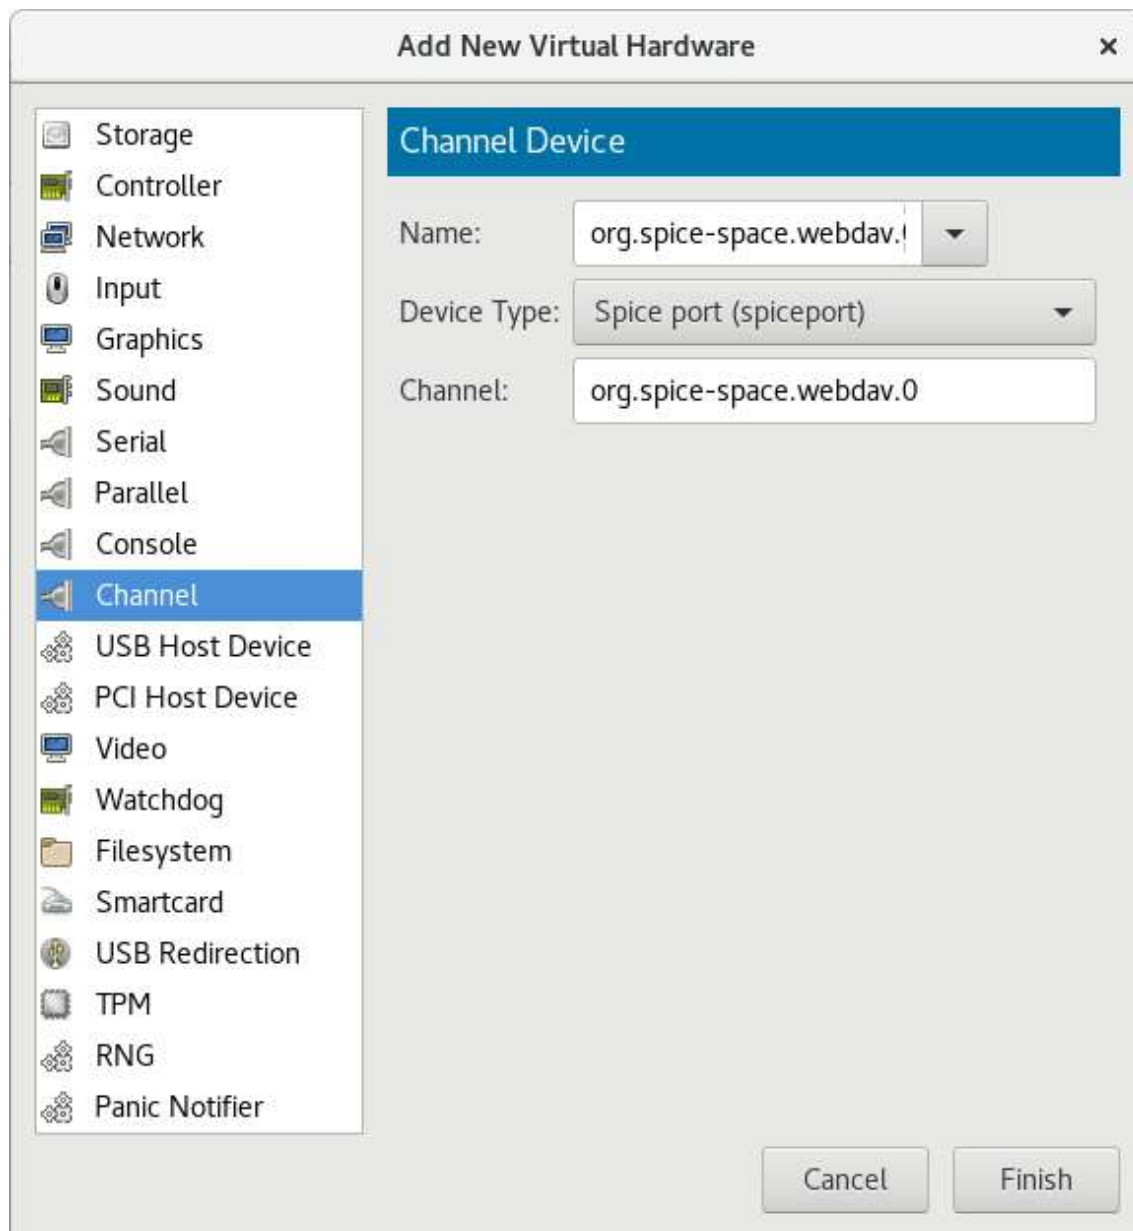 Add New Virtual Hardware
Storage
Controller
Network
Input
Graphics
Sound
Serial
Parallel
Console
Channel
USB Host Device
PCI Host Device
Video
Watchdog
Filesystem
Smartcard
USB Redirection
TPM
RNG
Panic Notifier
Channel Device
Name: org.spice-space.webdav.
Device Type: Spice port (spiceport)
Channel: org.spice-space.webdav.0
Cancel Finish